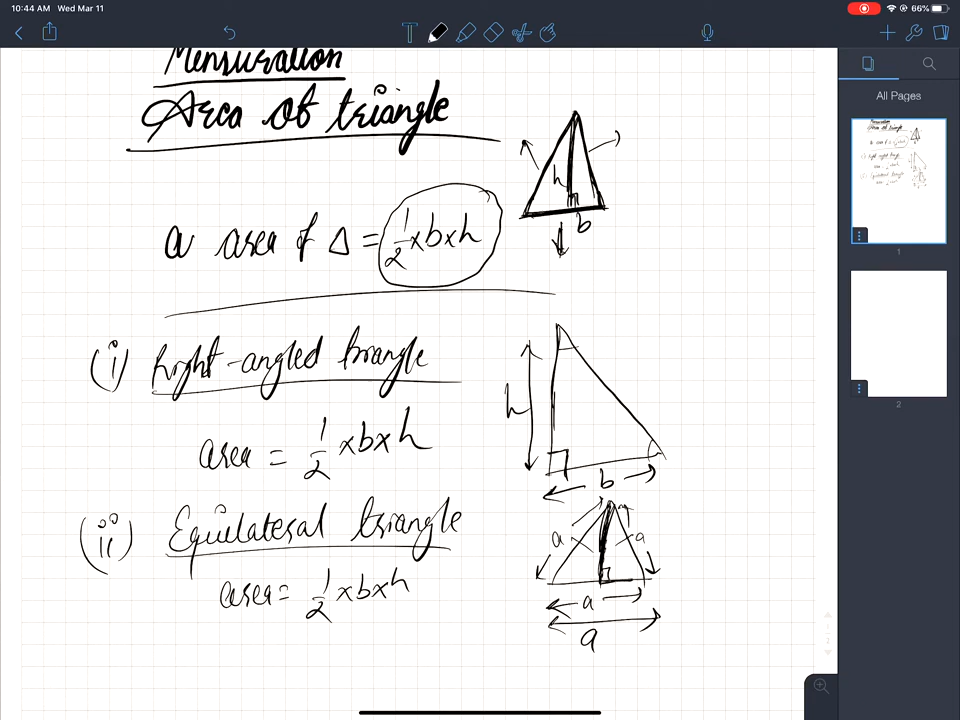 10:44 AM Wed Mar 11
66%
All Pages
Mensuration
Area of triangle
h
b
a area of Δ = 1/2 x b x h
(i) Right-angled triangle
h
area = 1/2 x b x h
b
(ii) Equilateral triangle
a
a
area = 1/2 x b x h
a
a
1
2